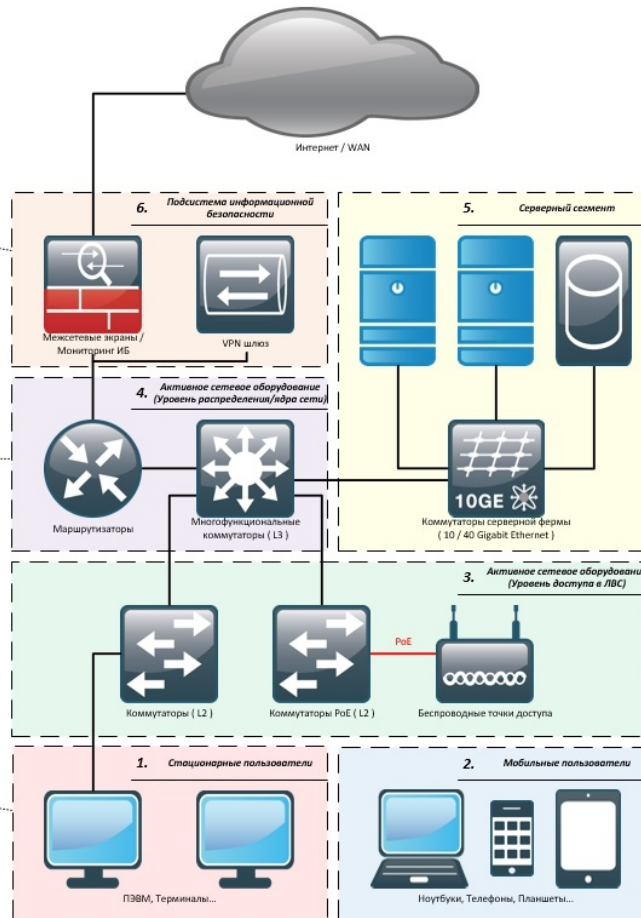 Интернет / WAN
6. Подсистема информационной
безопасности
Межсетевые экраны /
Мониторинг ИБ
VPN шлюз
5. Серверный сегмент
4. Активное сетевое оборудование
(Уровень распределения/ядра сети)
Маршрутизаторы
Многофункциональные
коммутаторы ( L3 )
10GE
Коммутаторы серверной фермы
( 10 / 40 Gigabit Ethernet )
3. Активное сетевое оборудовани
(Уровень доступа в ЛВС)
PoE
Коммутаторы ( L2 )
Коммутаторы PoE ( L2 )
Беспроводные точки доступа
1. Стационарные пользователи
ПЭВМ, Терминалы...
2. Мобильные пользователи
Ноутбуки, Телефоны, Планшеты...